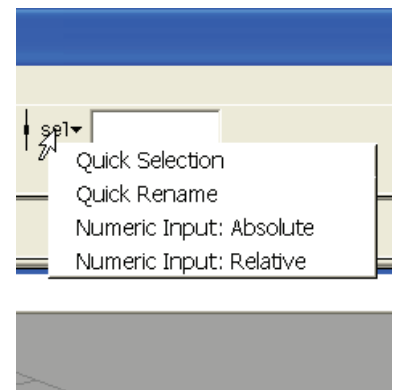 sel
Quick Selection
Quick Rename
Numeric Input: Absolute
Numeric Input: Relative